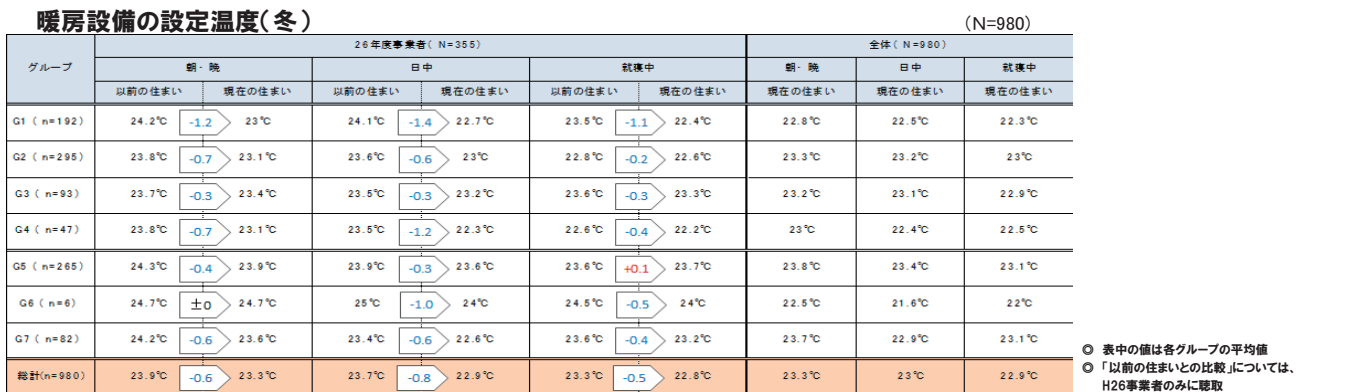 暖房設備の設定温度(冬)
(N=980)
グループ 26年度事業者( N=355) 全体( N=980)
朝・晩 日中 就寝中 朝・晩 日中 就寝中
以前の住まい 現在の住まい 以前の住まい 現在の住まい 以前の住まい 現在の住まい 現在の住まい 現在の住まい 現在の住まい
G1 ( n=192) 24.2℃ -1.2 23℃ 24.1℃ -1.4 22.7℃ 23.5℃ -1.1 22.4℃ 22.8℃ 22.5℃ 22.3℃
G2 ( n=295) 23.8℃ -0.7 23.1℃ 23.6℃ -0.6 23℃ 22.8℃ -0.2 22.6℃ 23.3℃ 23.2℃ 23℃
G3 ( n=93) 23.7℃ -0.3 23.4℃ 23.5℃ -0.3 23.2℃ 23.6℃ -0.3 23.3℃ 23.2℃ 23.1℃ 22.9℃
G4 ( n=47) 23.8℃ -0.7 23.1℃ 23.5℃ -1.2 22.3℃ 22.6℃ -0.4 22.2℃ 23℃ 22.4℃ 22.5℃
G5 ( n=265) 24.3℃ -0.4 23.9℃ 23.9℃ -0.3 23.6℃ 23.6℃ +0.1 23.7℃ 23.8℃ 23.4℃ 23.1℃
G6 ( n=6) 24.7℃ ±0 24.7℃ 25℃ -1.0 24℃ 24.5℃ -0.5 24℃ 22.5℃ 21.6℃ 22℃
G7 ( n=82) 24.2℃ -0.6 23.6℃ 23.4℃ -0.6 22.6℃ 23.6℃ -0.4 23.2℃ 23.7℃ 22.9℃ 23.1℃
総計(n=980) 23.9℃ -0.6 23.3℃ 23.7℃ -0.8 22.9℃ 23.3℃ -0.5 22.8℃ 23.3℃ 23℃ 22.9℃
◎ 表中の値は各グループの平均値
◎ 「以前の住まいとの比較」については、
H26事業者のみに聴取